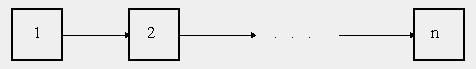 1 2 . . . n